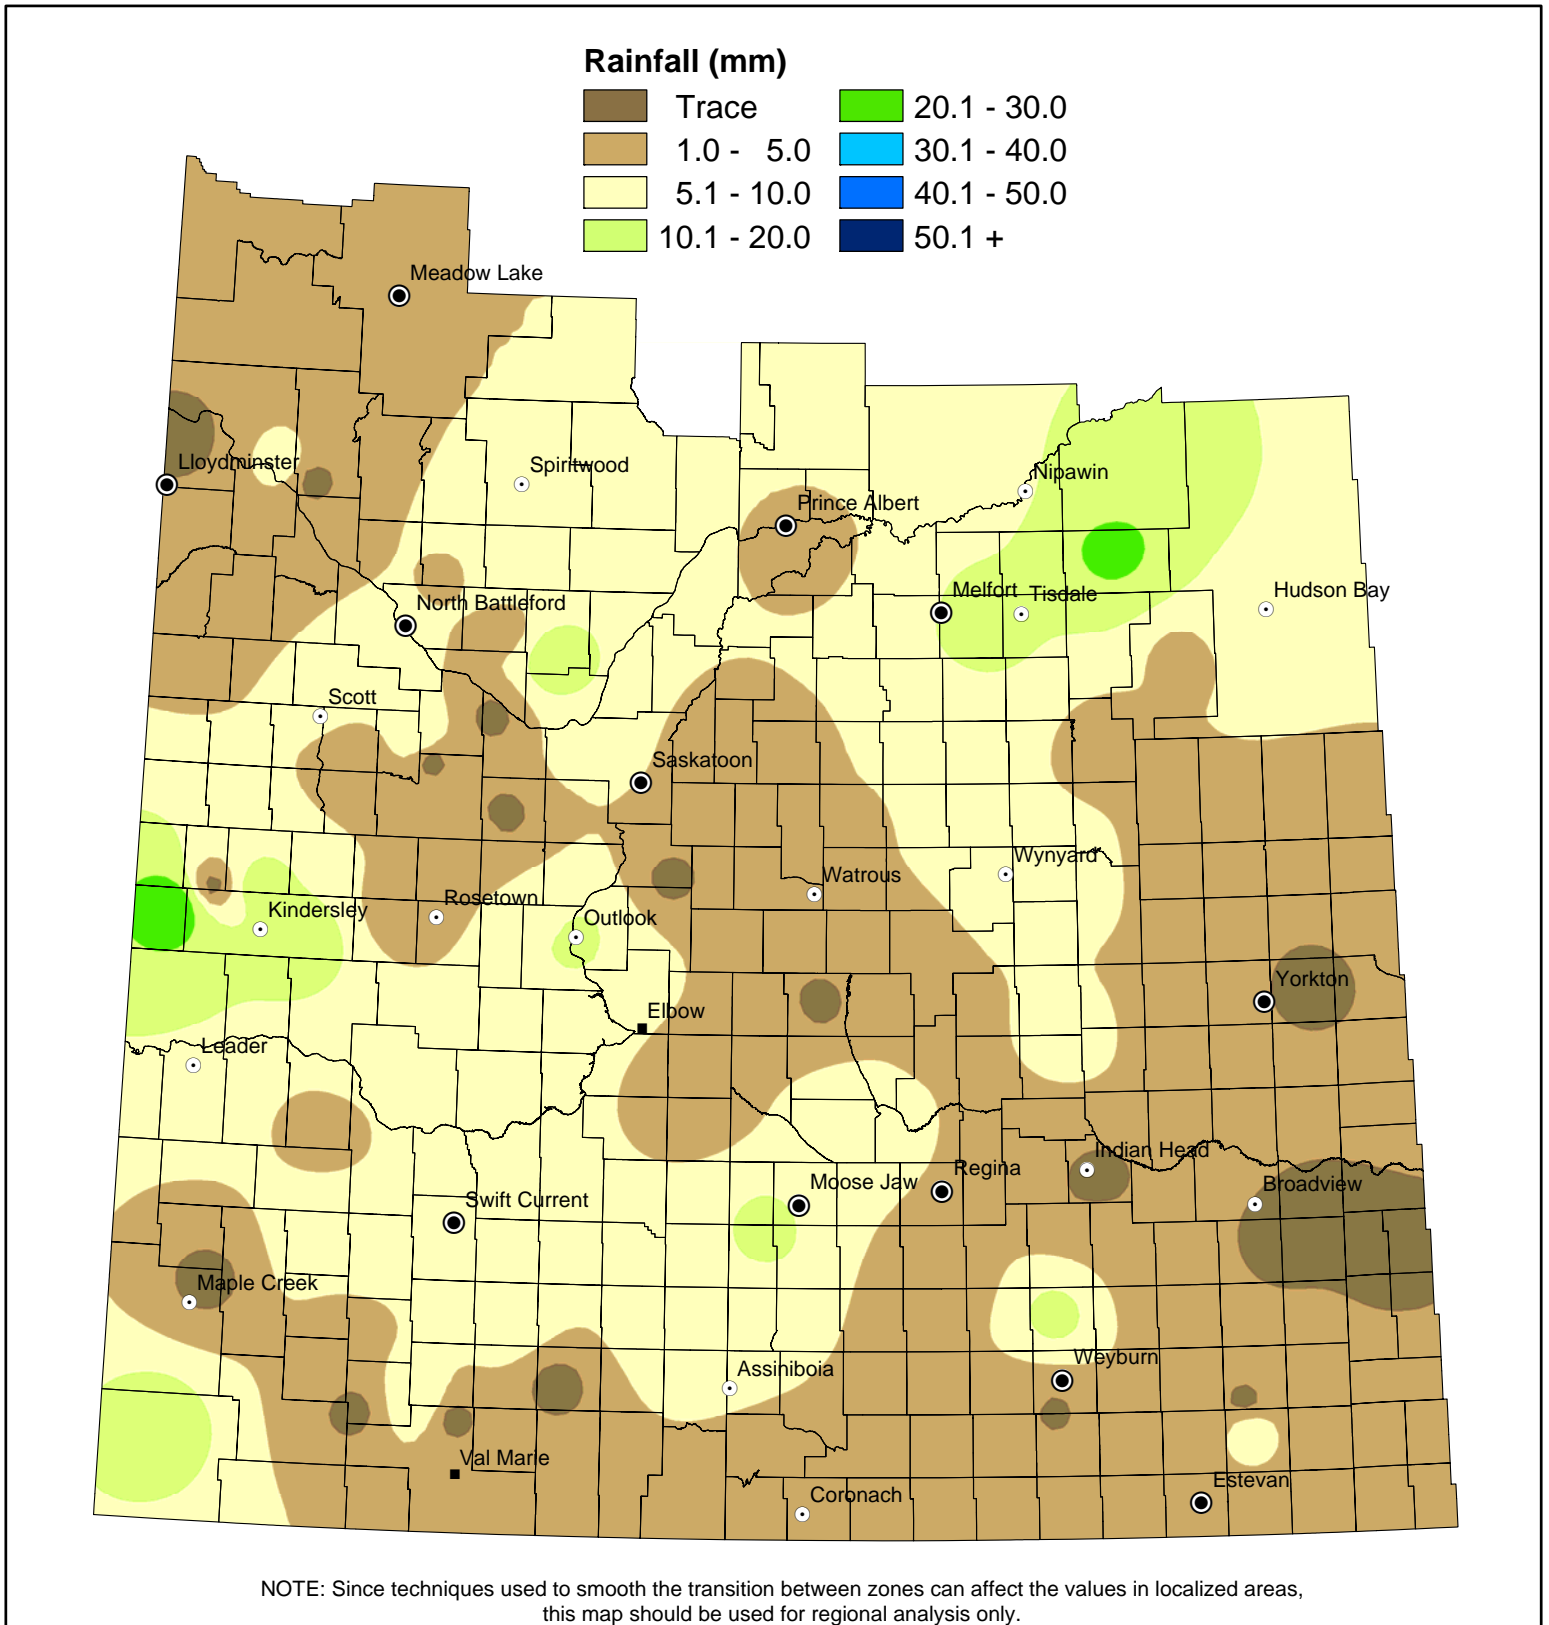 Rainfall (mm)
Trace
1.0 - 5.0
5.1 - 10.0
10.1 - 20.0
20.1 - 30.0
30.1 - 40.0
40.1 - 50.0
50.1 +
Meadow Lake
Lloydminster
Spiritwood
Nipawin
Prince Albert
Hudson Bay
Melfort
Tisdale
North Battleford
Scott
Saskatoon
Wynyard
Watrous
Rosetown
Kindersley
Outlook
Yorkton
Elbow
Leader
Indian Head
Regina
Moose Jaw
Broadview
Swift Current
Maple Creek
Weyburn
Assiniboia
Val Marie
Estevan
Coronach
NOTE: Since techniques used to smooth the transition between zones can affect the values in localized areas,
this map should be used for regional analysis only.